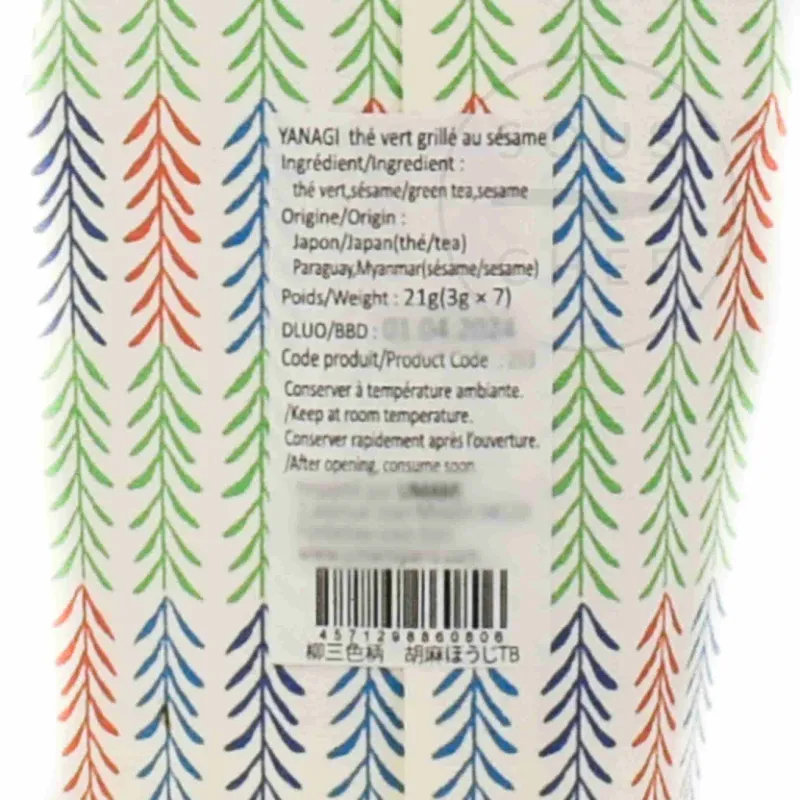 YANAGI thé vert grillé au sésame
Ingrédient/Ingredient :
thé vert,sésame/green tea,sesame
Origine/Origin :
Japon/Japan(thé/tea)
Paraguay,Myanmar(sésame/sesame)
Poids/Weight : 21g(3g × 7)
DLUO/BBD : 01 04 2024
Code produit/Product Code :
Conserver à température ambiante.
/Keep at room temperature.
Conserver rapidement après l'ouverture.
/After opening, consume soon
4571298860806
柳三色柄 胡麻ほうじTB
SOUS
CHEF